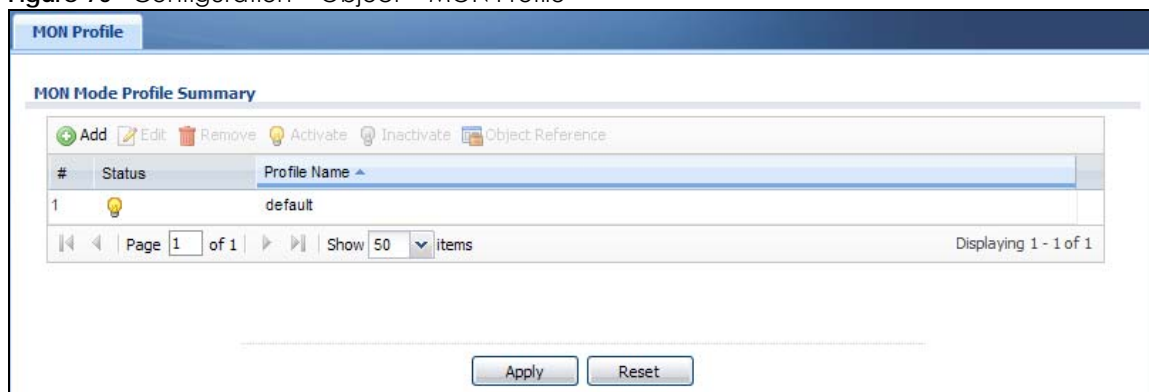 MON Profile
MON Mode Profile Summary
Add Edit Remove Activate Inactivate Object Reference
# Status Profile Name
1 default
Page 1 of 1 Show 50 items Displaying 1 - 1 of 1
Apply Reset